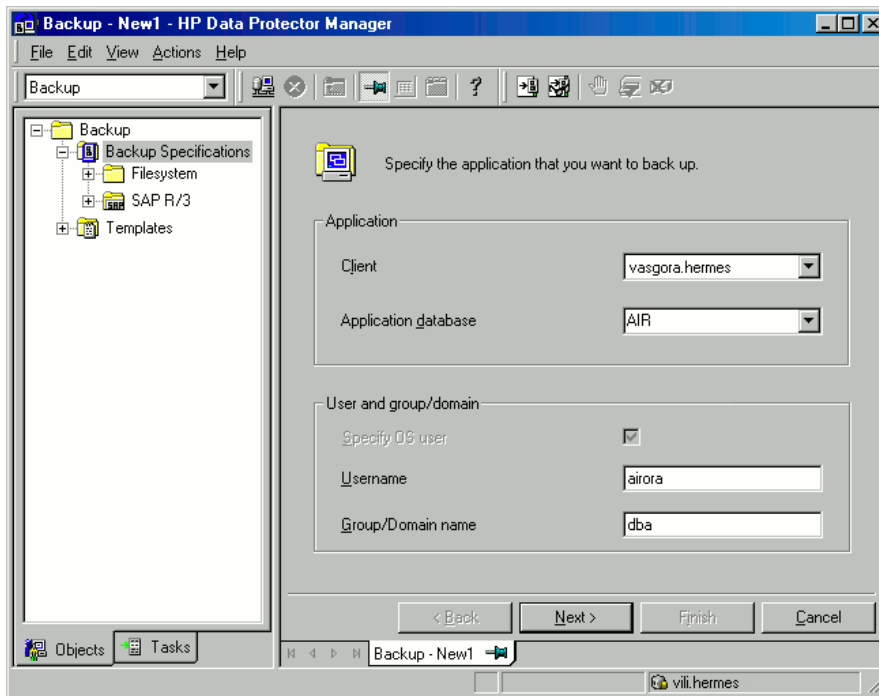 Backup - New1 - HP Data Protector Manager
File Edit View Actions Help
Backup
Backup
Backup Specifications
Filesystem
SAP R/3
Templates
Specify the application that you want to back up.
Application
Client vasgora.hermes
Application database AIR
User and group/domain
Specify OS user
Username airora
Group/Domain name dba
< Back Next > Finish Cancel
Objects Tasks
Backup - New1
vili.hermes